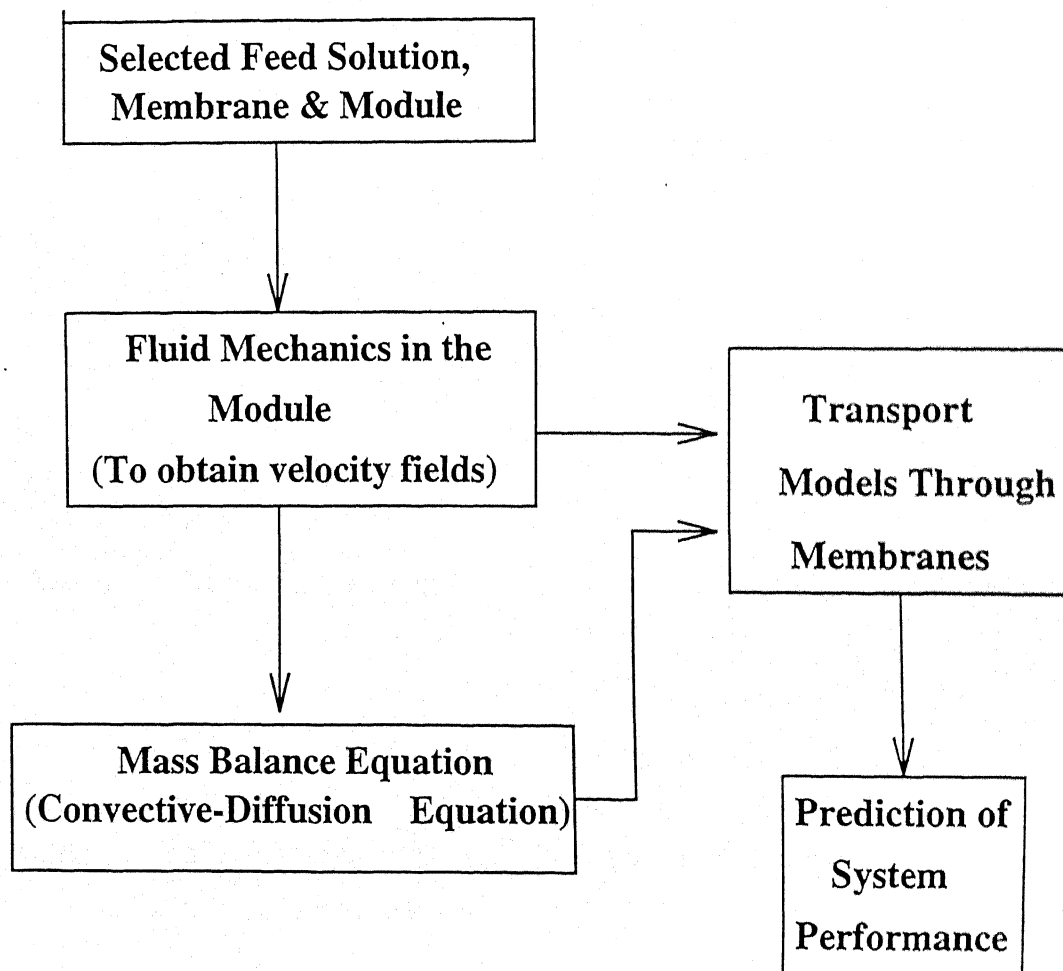 Selected Feed Solution,
Membrane & Module
Fluid Mechanics in the
Module
(To obtain velocity fields)
Transport
Models Through
Membranes
Mass Balance Equation
(Convective-Diffusion Equation)
Prediction of
System
Performance